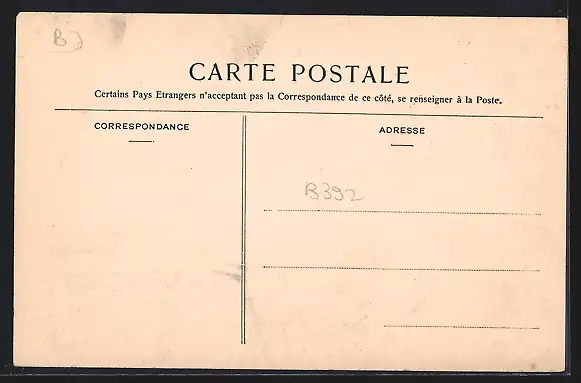 CARTE POSTALE
Certains Pays Etrangers n'acceptant pas la Correspondance de ce côté, se renseigner à la Poste.
CORRESPONDANCE
ADRESSE
B392